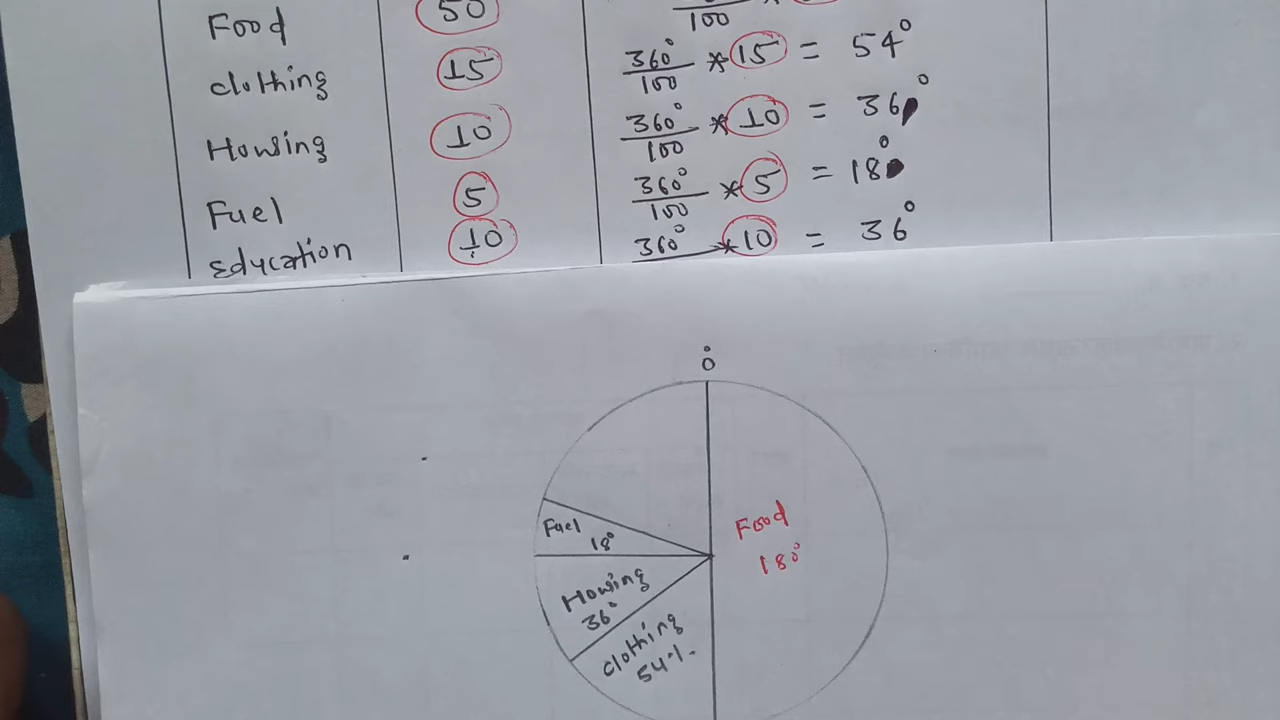 Food 50 100 *
clothing 15 360°/100 * 15 = 54°
Housing 10 360°/100 * 10 = 36°
Fuel 5 360°/100 * 5 = 18°
Education 10 360° * 10 = 36°
0°
Fuel
18°
Food
180°
Housing
36°
clothing
54%.